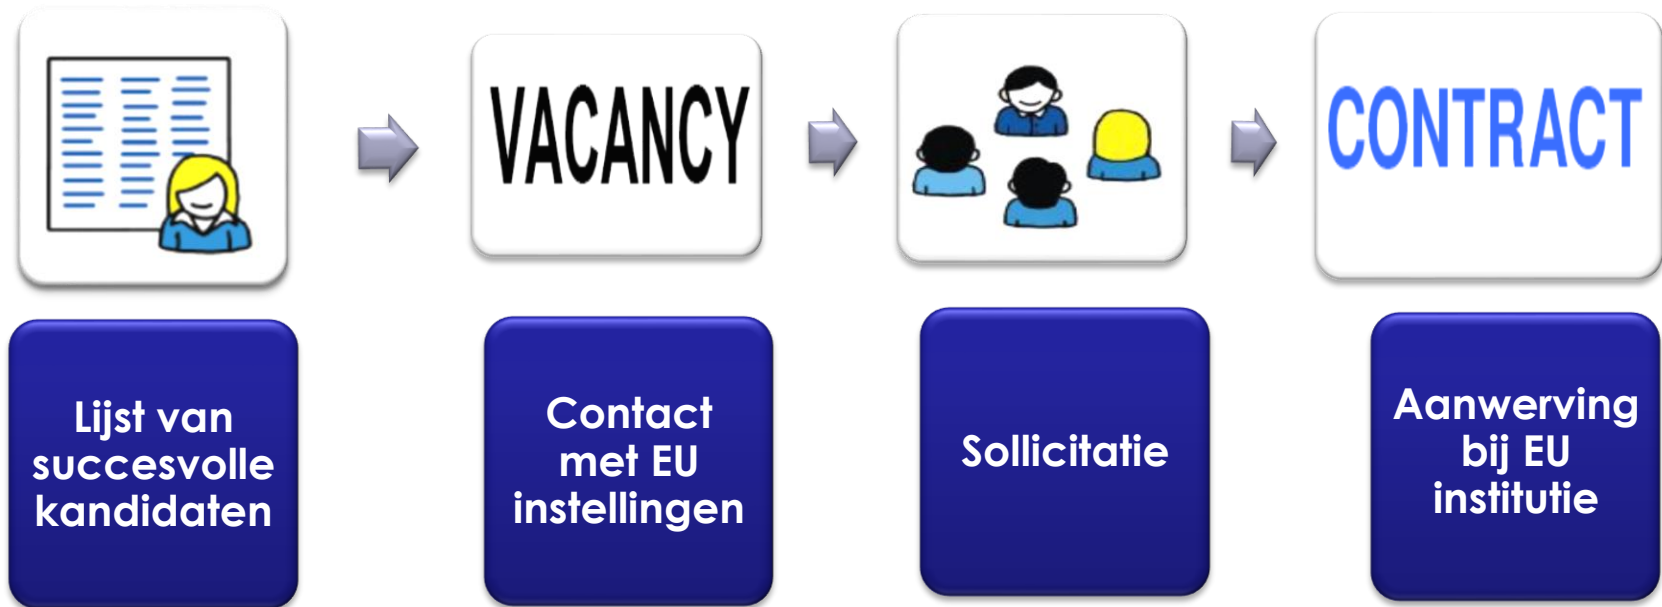 VACANCY
CONTRACT
Lijst van
succesvolle
kandidaten
Contact
met EU
instellingen
Sollicitatie
Aanwerving
bij EU
institutie